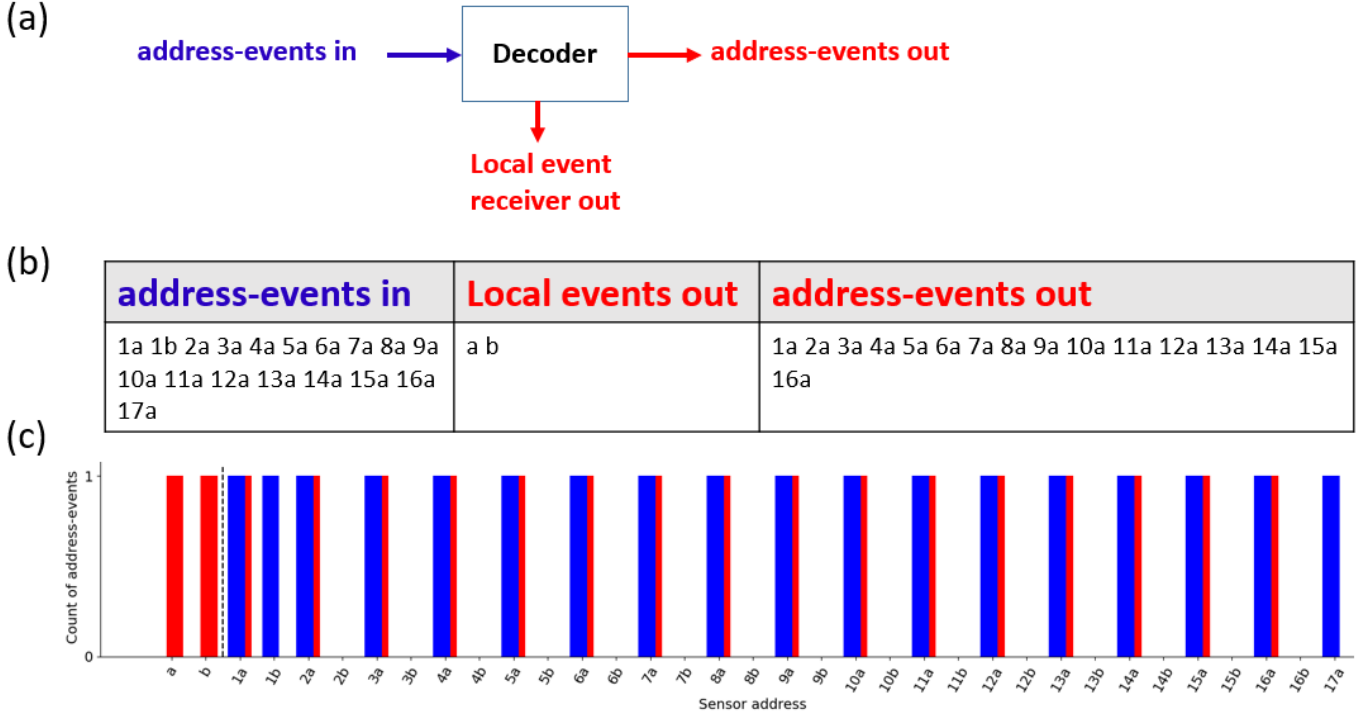 (a)
address-events in
Decoder
address-events out
Local event
receiver out
(b)
address-events in
Local events out
address-events out
1a 1b 2a 3a 4a 5a 6a 7a 8a 9a
10a 11a 12a 13a 14a 15a 16a
17a
a b
1a 2a 3a 4a 5a 6a 7a 8a 9a 10a 11a 12a 13a 14a 15a
16a
(c)
Count of address-events
1
0
a b 1a 1b 2a 2b 3a 3b 4a 4b 5a 5b 6a 6b 7a 7b 8a 8b 9a 9b 10a 10b 11a 11b 12a 12b 13a 13b 14a 14b 15a 15b 16a 16b 17a
Sensor address